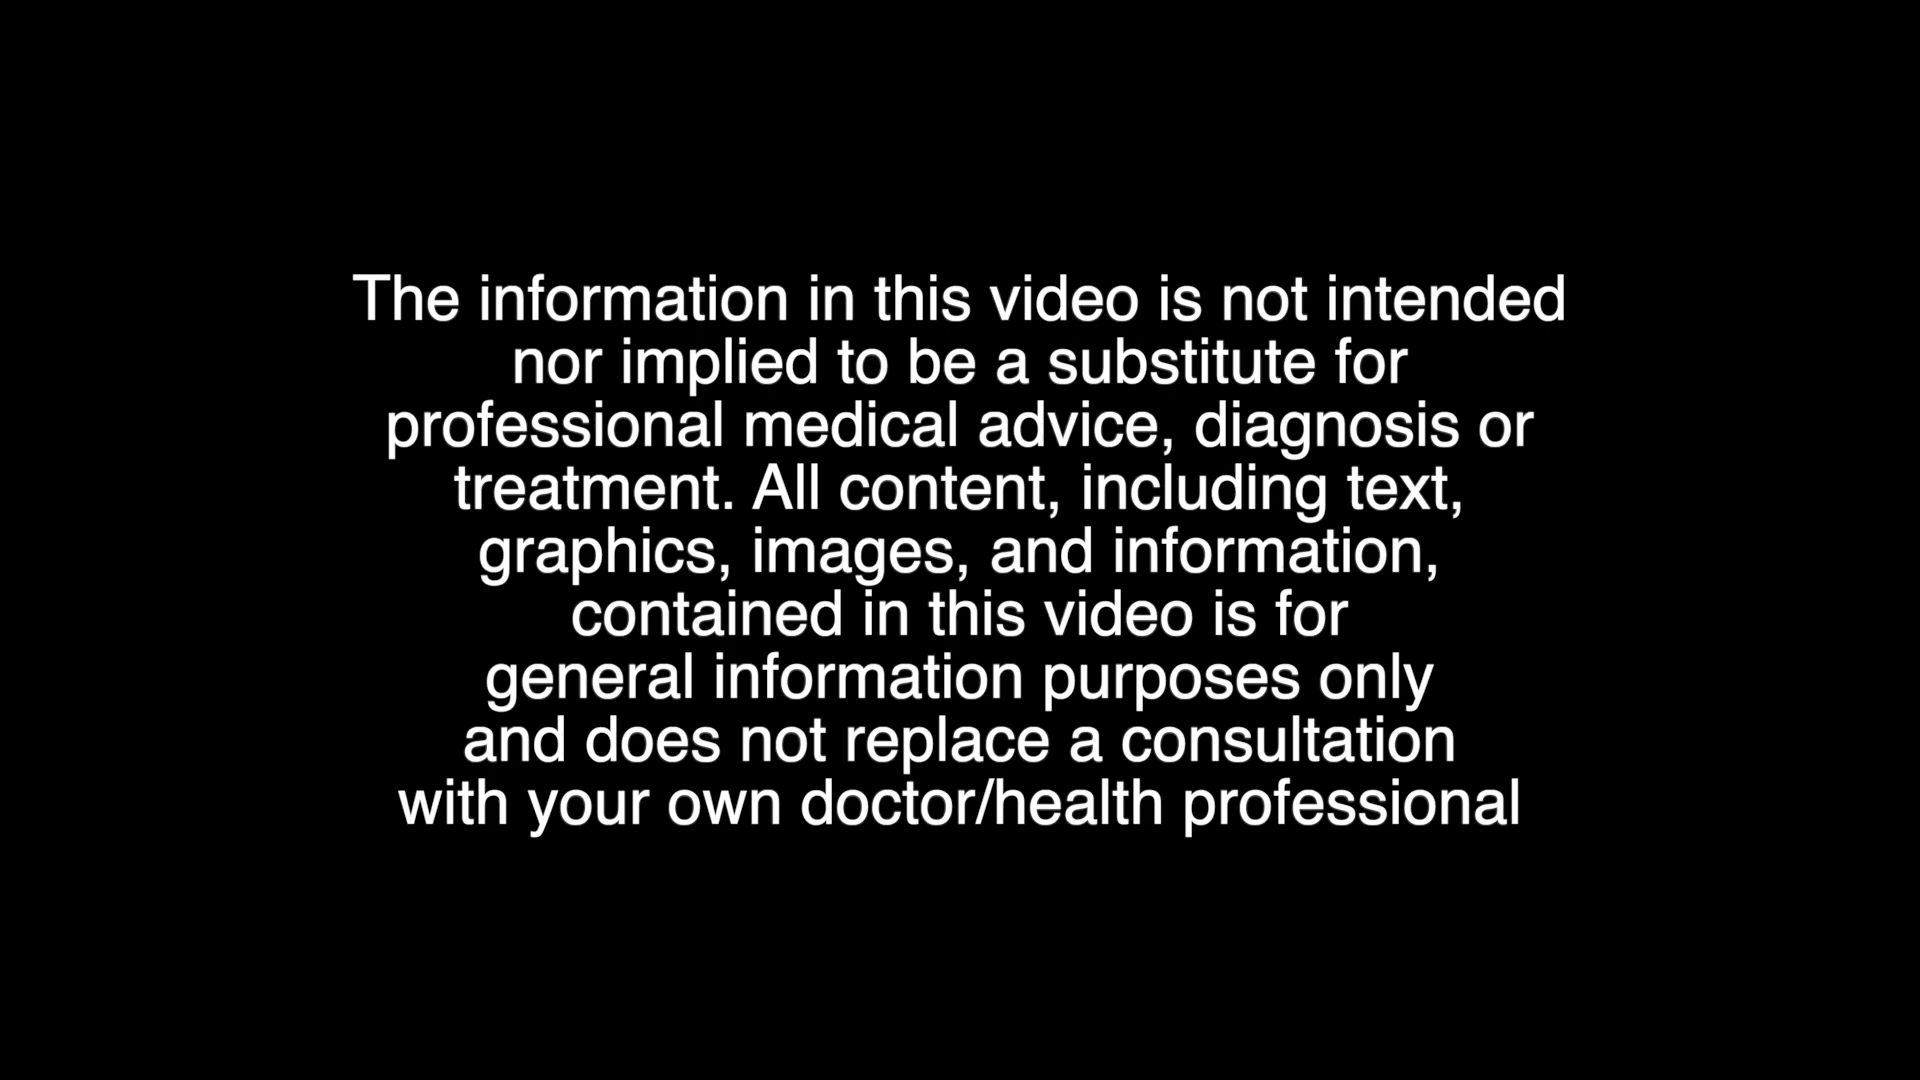 The information in this video is not intended
nor implied to be a substitute for
professional medical advice, diagnosis or
treatment. All content, including text,
graphics, images, and information,
contained in this video is for
general information purposes only
and does not replace a consultation
with your own doctor/health professional